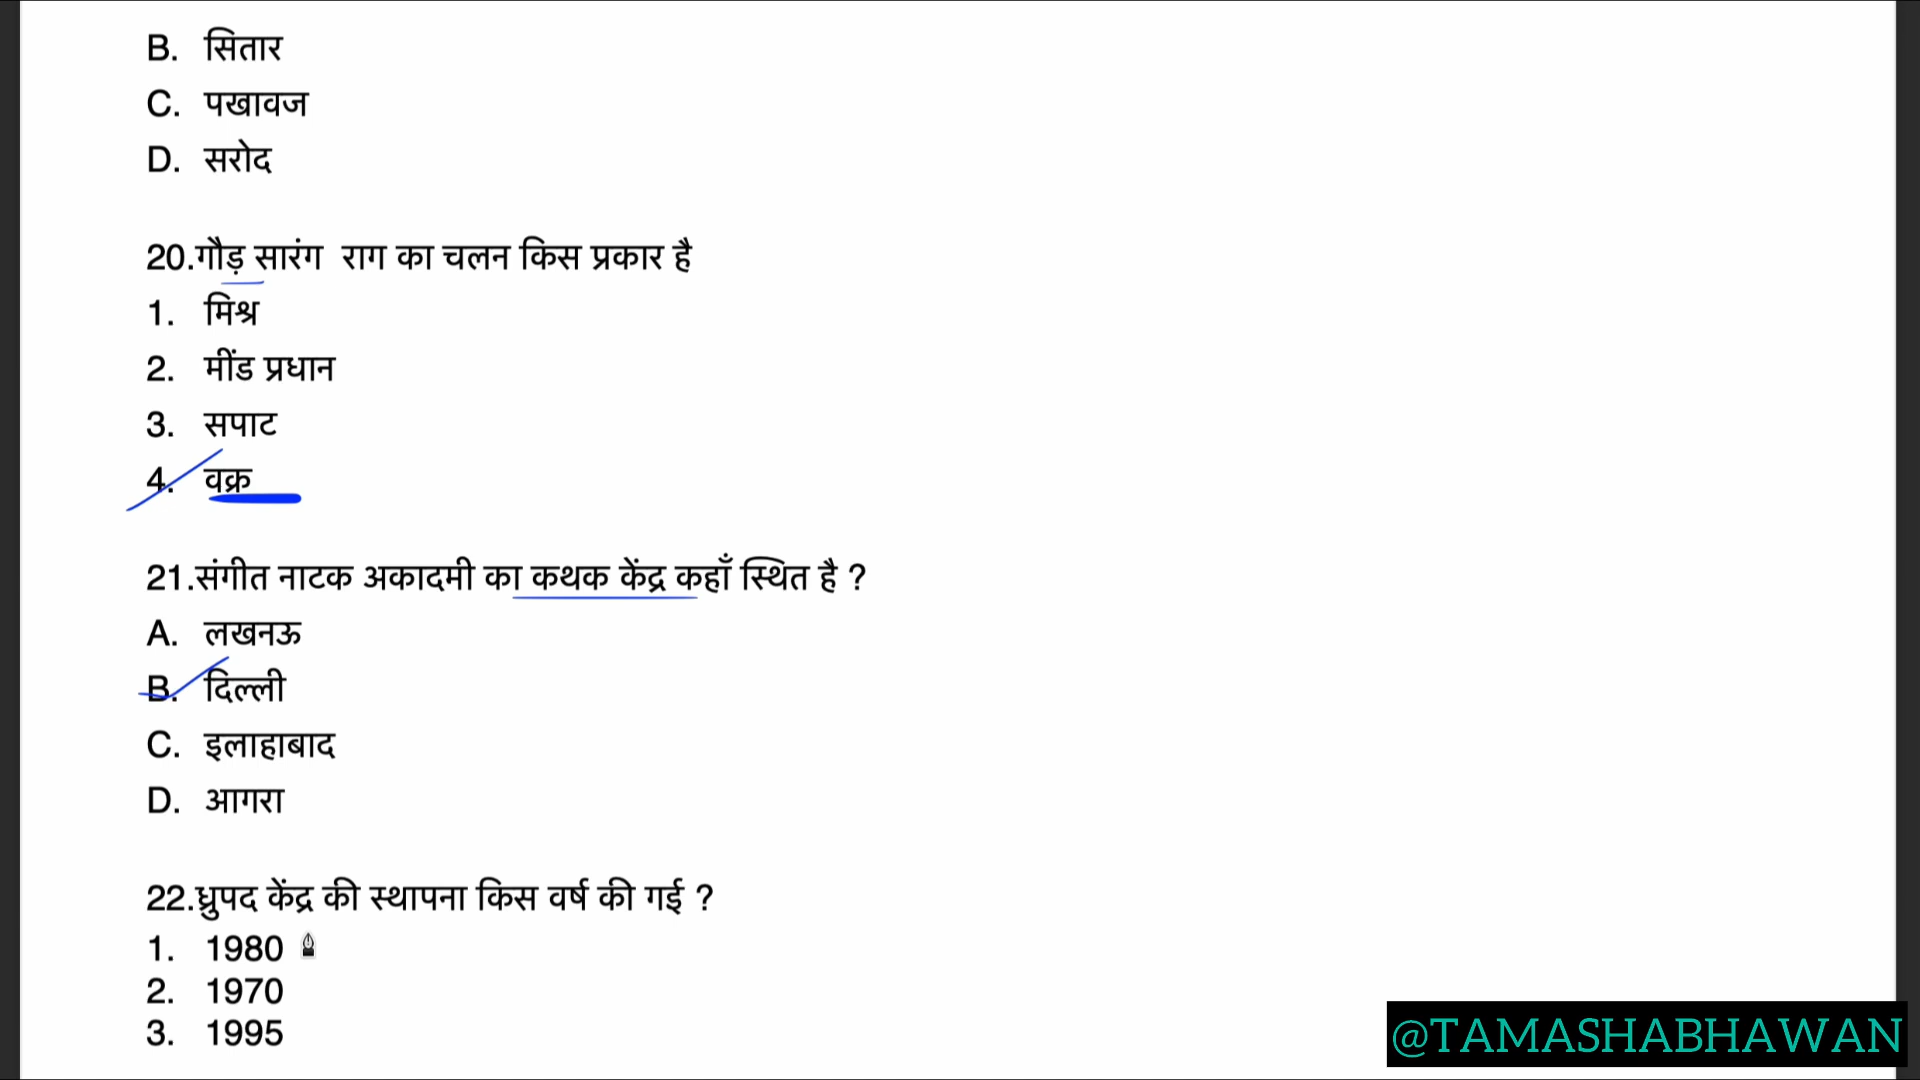 B. सितार
C. पखावज
D. सरोद
20.गौड़ सारंग राग का चलन किस प्रकार है
1. मिश्र
2. मींड प्रधान
3. सपाट
4. वक्र
21.संगीत नाटक अकादमी का कथक केंद्र कहाँ स्थित है ?
A. लखनऊ
B. दिल्ली
C. इलाहाबाद
D. आगरा
22.ध्रुपद केंद्र की स्थापना किस वर्ष की गई ?
1. 1980
2. 1970
3. 1995
@TAMASHABHAWAN